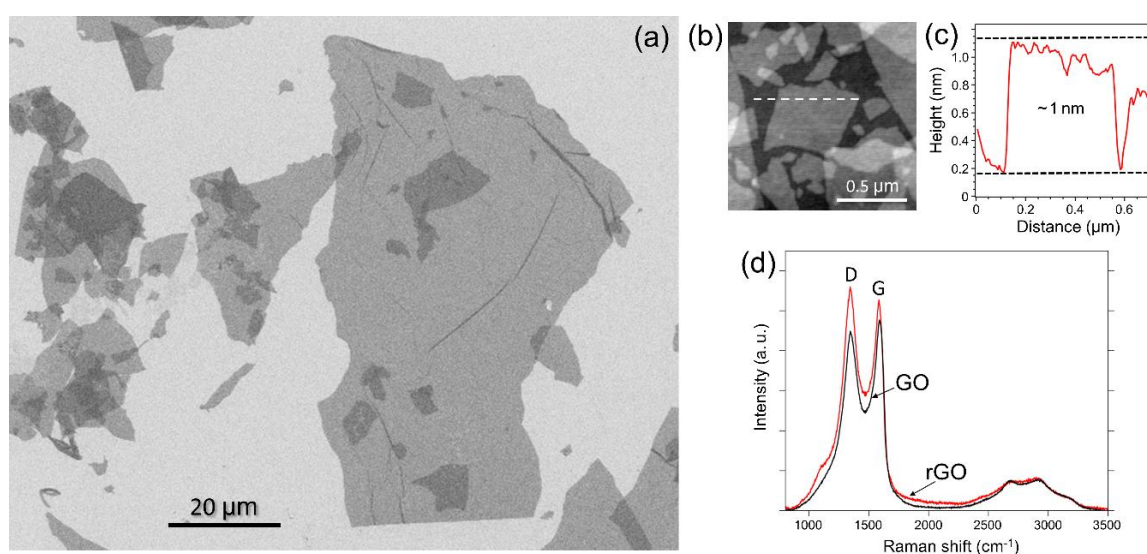 (a)
20 µm
(b)
0.5 µm
(c)
Height (nm)
1.0
0.8
0.6
0.4
0.2
0
~1 nm
0 0.2 0.4 0.6
Distance (µm)
(d)
D G
GO
rGO
Intensity (a.u.)
1000 1500 2000 2500 3000 3500
Raman shift (cm⁻¹)